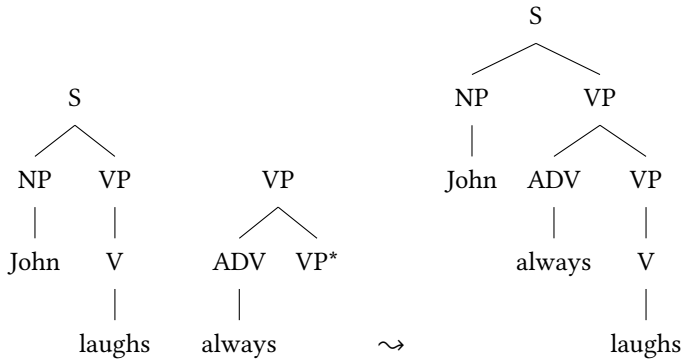 S
NP VP
John V
laughs
VP
ADV VP*
always
⤳
S
NP VP
John ADV VP
always V
laughs